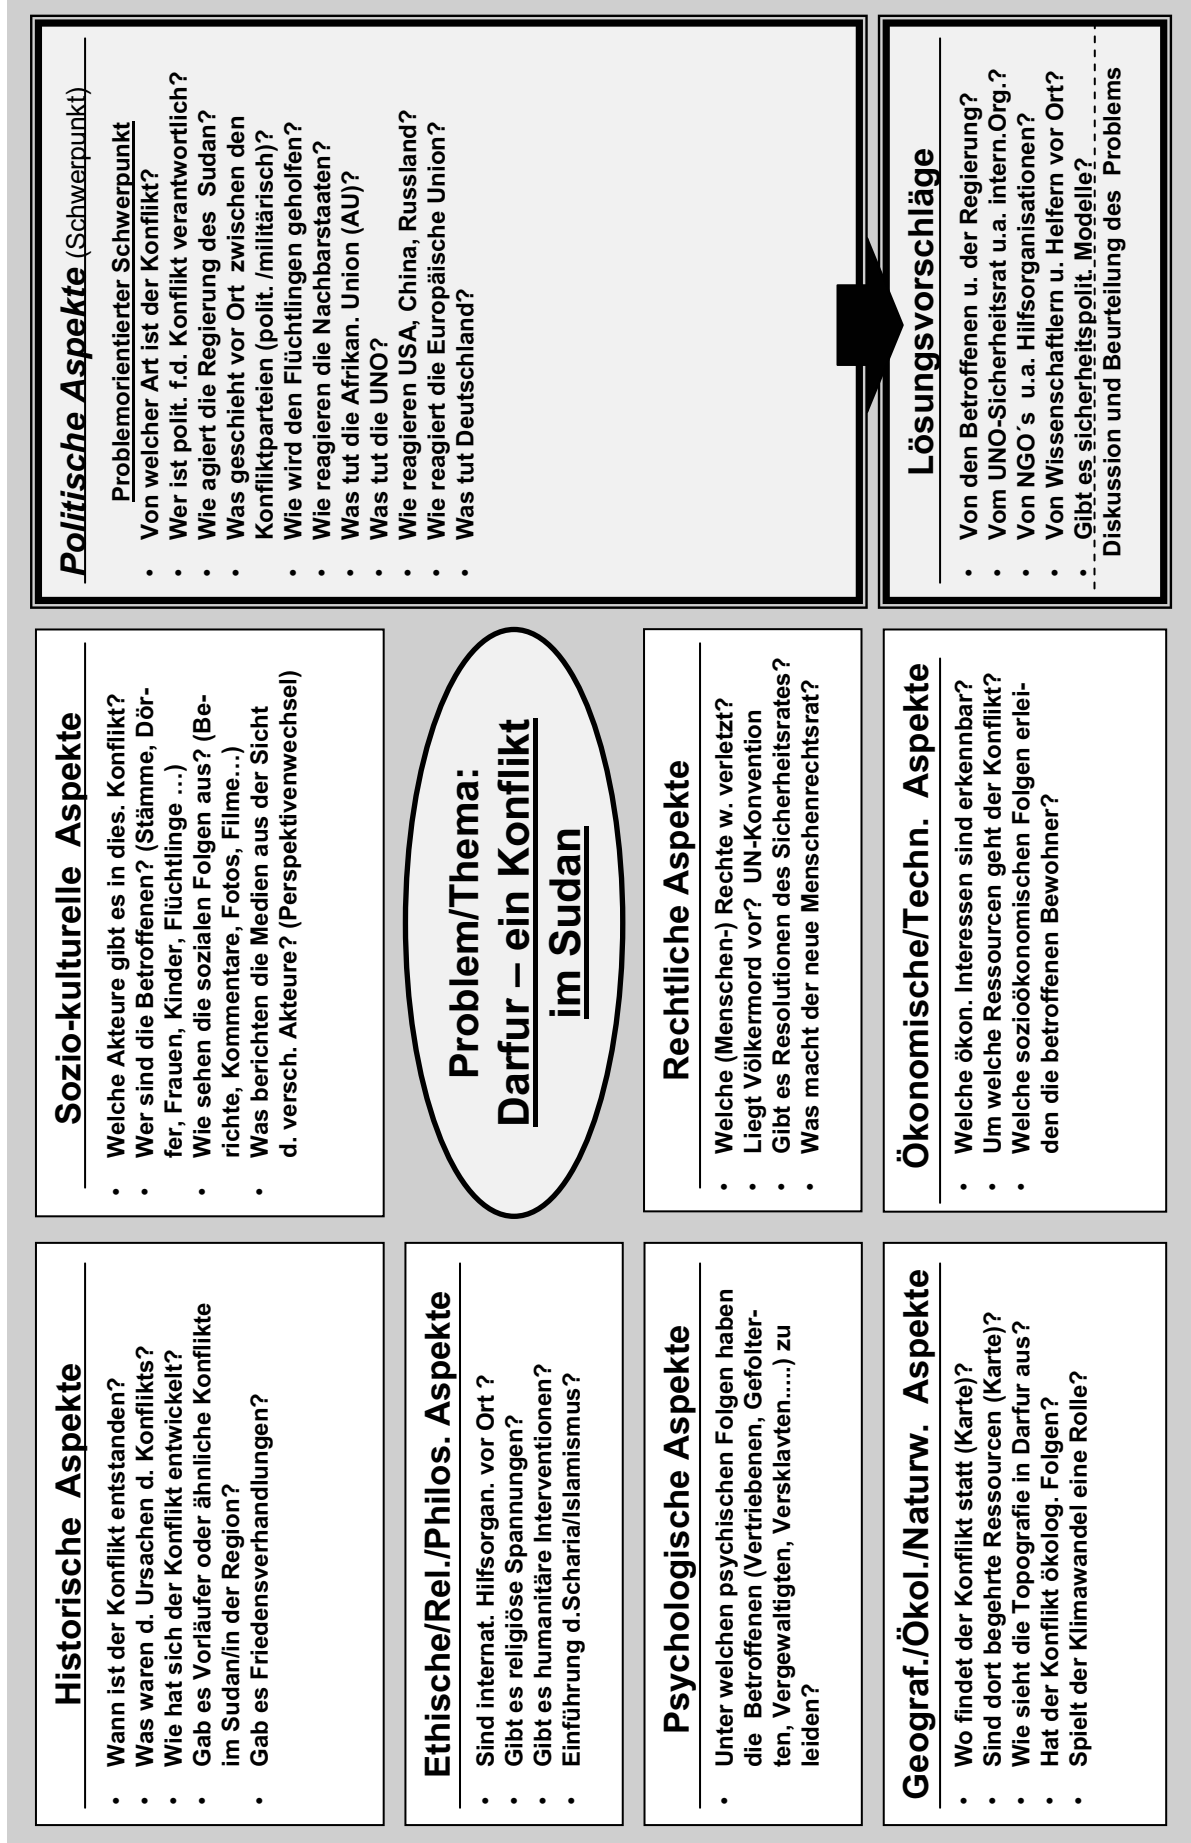 Historische Aspekte
• Wann ist der Konflikt entstanden?
• Was waren d. Ursachen d. Konflikts?
• Wie hat sich der Konflikt entwickelt?
• Gab es Vorläufer oder ähnliche Konflikte
im Sudan/in der Region?
• Gab es Friedensverhandlungen?
Sozio-kulturelle Aspekte
• Welche Akteure gibt es in dies. Konflikt?
• Wer sind die Betroffenen? (Stämme, Dör-
fer, Frauen, Kinder, Flüchtlinge …)
• Wie sehen die sozialen Folgen aus? (Be-
richte, Kommentare, Fotos, Filme…)
• Was berichten die Medien aus der Sicht
d. versch. Akteure? (Perspektivenwechsel)
Politische Aspekte (Schwerpunkt)
Problemorientierter Schwerpunkt
• Von welcher Art ist der Konflikt?
• Wer ist polit. f.d. Konflikt verantwortlich?
• Wie agiert die Regierung des Sudan?
• Was geschieht vor Ort zwischen den
Konfliktparteien (polit. /militärisch)?
• Wie wird den Flüchtlingen geholfen?
• Wie reagieren die Nachbarstaaten?
• Was tut die Afrikan. Union (AU)?
• Was tut die UNO?
• Wie reagieren USA, China, Russland?
• Wie reagiert die Europäische Union?
• Was tut Deutschland?
Ethische/Rel./Philos. Aspekte
• Sind internat. Hilfsorgan. vor Ort ?
• Gibt es religiöse Spannungen?
• Gibt es humanitäre Interventionen?
• Einführung d.Scharia/Islamismus?
Problem/Thema:
Darfur – ein Konflikt
im Sudan
Psychologische Aspekte
• Unter welchen psychischen Folgen haben
die Betroffenen (Vertriebenen, Gefolter-
ten, Vergewaltigten, Versklavten.....) zu
leiden?
Rechtliche Aspekte
• Welche (Menschen-) Rechte w. verletzt?
• Liegt Völkermord vor? UN-Konvention
• Gibt es Resolutionen des Sicherheitsrates?
• Was macht der neue Menschenrechtsrat?
Geograf./Ökol./Naturw. Aspekte
• Wo findet der Konflikt statt (Karte)?
• Sind dort begehrte Ressourcen (Karte)?
• Wie sieht die Topografie in Darfur aus?
• Hat der Konflikt ökolog. Folgen?
• Spielt der Klimawandel eine Rolle?
Ökonomische/Techn. Aspekte
• Welche ökon. Interessen sind erkennbar?
• Um welche Ressourcen geht der Konflikt?
• Welche sozioökonomischen Folgen erlei-
den die betroffenen Bewohner?
Lösungsvorschläge
• Von den Betroffenen u. der Regierung?
• Vom UNO-Sicherheitsrat u.a. intern.Org.?
• Von NGO´s u.a. Hilfsorganisationen?
• Von Wissenschaftlern u. Helfern vor Ort?
• Gibt es sicherheitspolit. Modelle?
Diskussion und Beurteilung des Problems